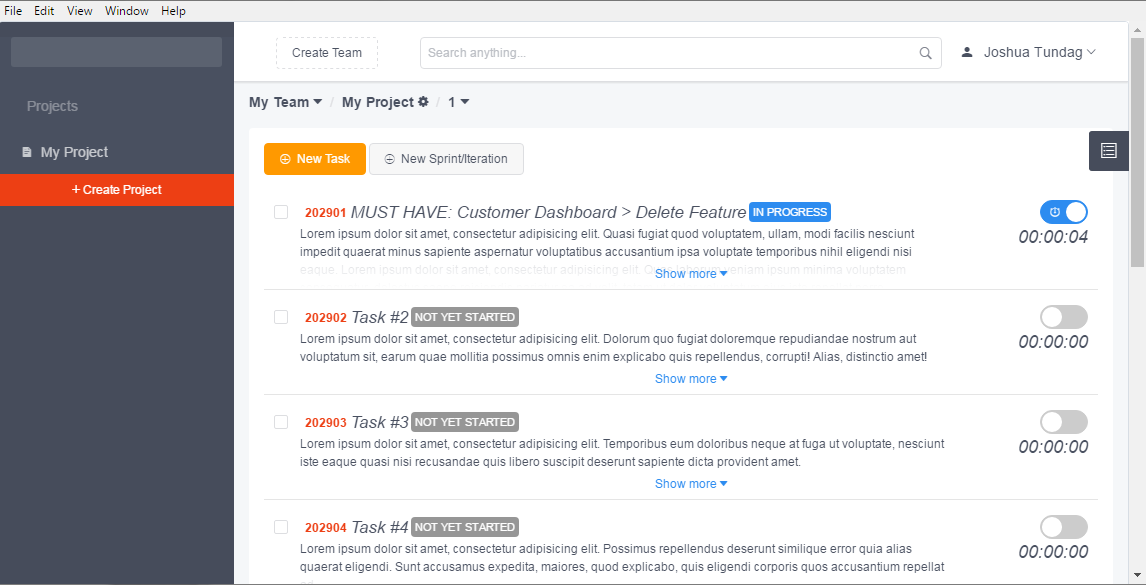 File Edit View Window Help
Create Team
Search anything...
Joshua Tundag
Projects
My Project
+ Create Project
My Team / My Project / 1
New Task
New Sprint/Iteration
202901 MUST HAVE: Customer Dashboard > Delete Feature IN PROGRESS
00:00:04
Lorem ipsum dolor sit amet, consectetur adipisicing elit. Quasi fugiat quod voluptatem, ullam, modi facilis nesciunt
impedit quaerat minus sapiente aspernatur voluptatibus accusantium ipsa voluptate temporibus nihil eligendi nisi
eaque. Lorem ipsum dolor sit amet, consectetur adipisicing elit. veniam ipsum minima voluptatem
Show more
202902 Task #2 NOT YET STARTED
00:00:00
Lorem ipsum dolor sit amet, consectetur adipisicing elit. Dolorum quo fugiat doloremque repudiandae nostrum aut
voluptatum sit, earum quae mollitia possimus omnis enim explicabo quis repellendus, corrupti! Alias, distinctio amet!
Show more
202903 Task #3 NOT YET STARTED
00:00:00
Lorem ipsum dolor sit amet, consectetur adipisicing elit. Temporibus eum doloribus neque at fuga ut voluptate, nesciunt
iste eaque quasi nisi recusandae quis libero suscipit deserunt sapiente dicta provident amet.
Show more
202904 Task #4 NOT YET STARTED
00:00:00
Lorem ipsum dolor sit amet, consectetur adipisicing elit. Possimus repellendus deserunt similique error quia alias
quaerat eligendi. Sunt accusamus expedita, maiores, quod explicabo, quis eligendi corporis quos accusantium repellat